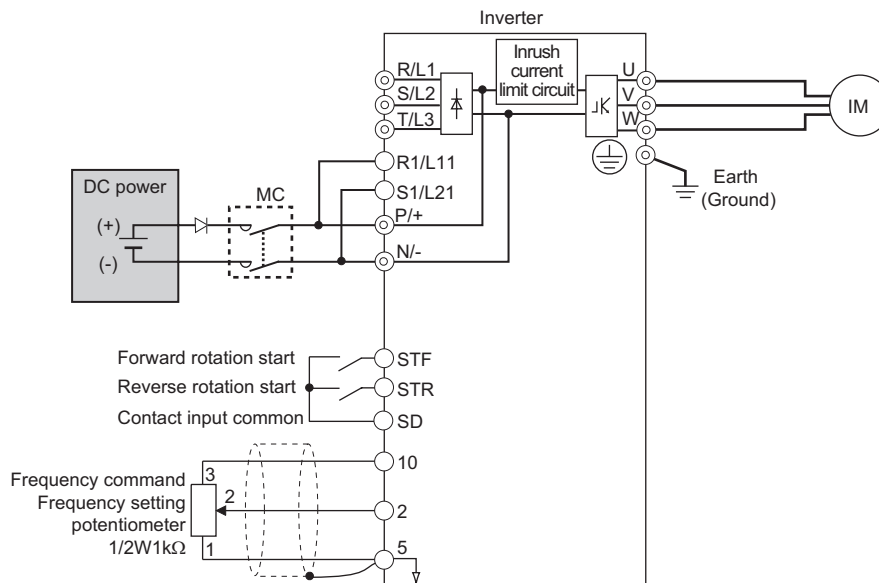 Inverter
Inrush
current
limit circuit
R/L1
S/L2
T/L3
R1/L11
S1/L21
P/+
N/-
U
V
W
IM
Earth
(Ground)
DC power
(+)
(-)
MC
Forward rotation start
Reverse rotation start
Contact input common
STF
STR
SD
Frequency command
Frequency setting
potentiometer
1/2W1kΩ
3
2
1
10
2
5